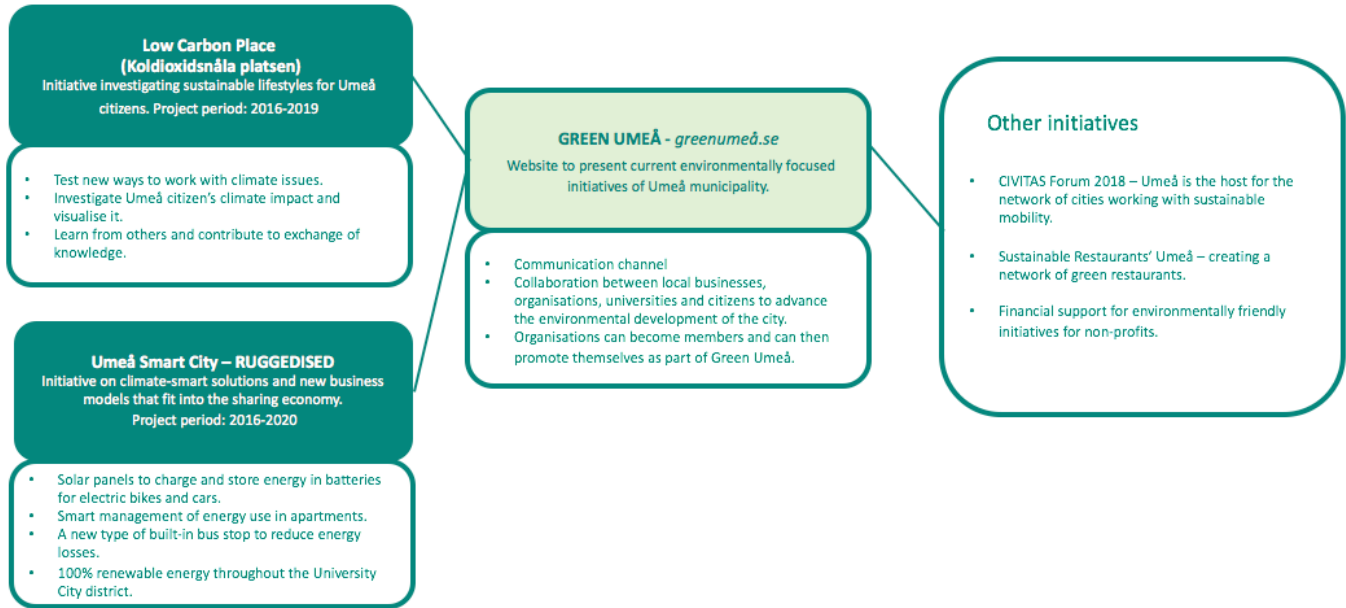 Low Carbon Place
(Koldioxidsnåla platsen)
Initiative investigating sustainable lifestyles for Umeå
citizens. Project period: 2016-2019
• Test new ways to work with climate issues.
• Investigate Umeå citizen's climate impact and
visualise it.
• Learn from others and contribute to exchange of
knowledge.
Umeå Smart City – RUGGEDISED
Initiative on climate-smart solutions and new business
models that fit into the sharing economy.
Project period: 2016-2020
• Solar panels to charge and store energy in batteries
for electric bikes and cars.
• Smart management of energy use in apartments.
• A new type of built-in bus stop to reduce energy
losses.
• 100% renewable energy throughout the University
City district.
GREEN UMEÅ - greenumeå.se
Website to present current environmentally focused
initiatives of Umeå municipality.
• Communication channel
• Collaboration between local businesses,
organisations, universities and citizens to advance
the environmental development of the city.
• Organisations can become members and can then
promote themselves as part of Green Umeå.
Other initiatives
• CIVITAS Forum 2018 – Umeå is the host for the
network of cities working with sustainable
mobility.
• Sustainable Restaurants' Umeå – creating a
network of green restaurants.
• Financial support for environmentally friendly
initiatives for non-profits.